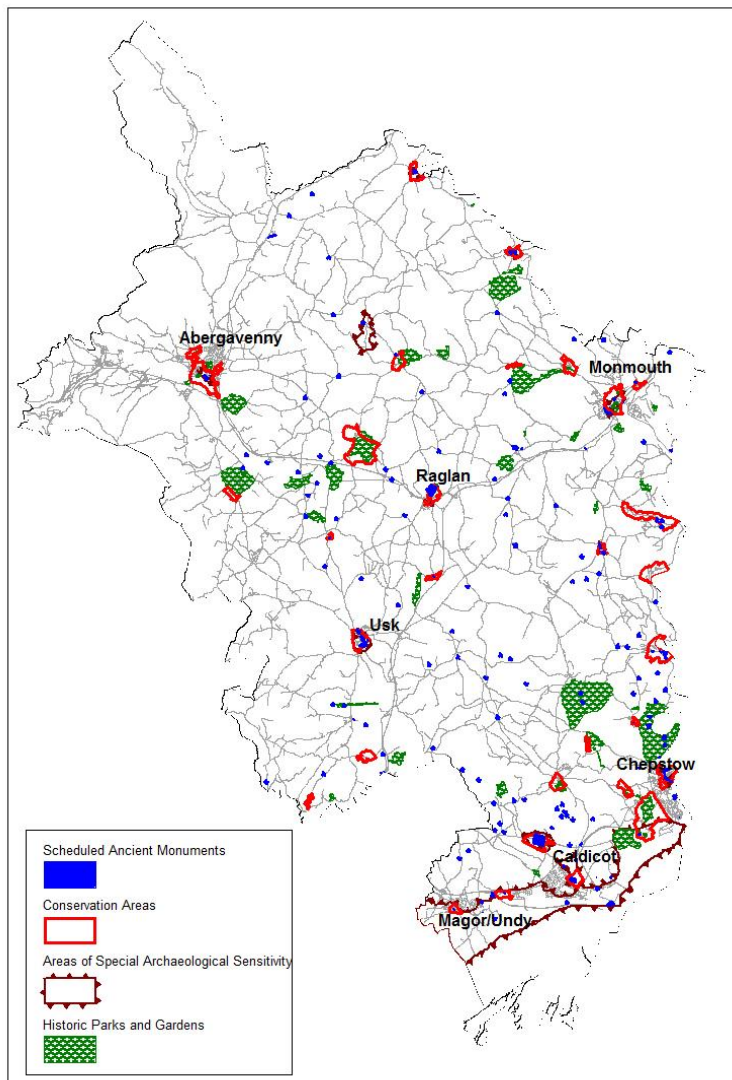 Abergavenny
Monmouth
Raglan
Usk
Chepstow
Caldicot
Magor/Undy
Scheduled Ancient Monuments
Conservation Areas
Areas of Special Archaeological Sensitivity
Historic Parks and Gardens